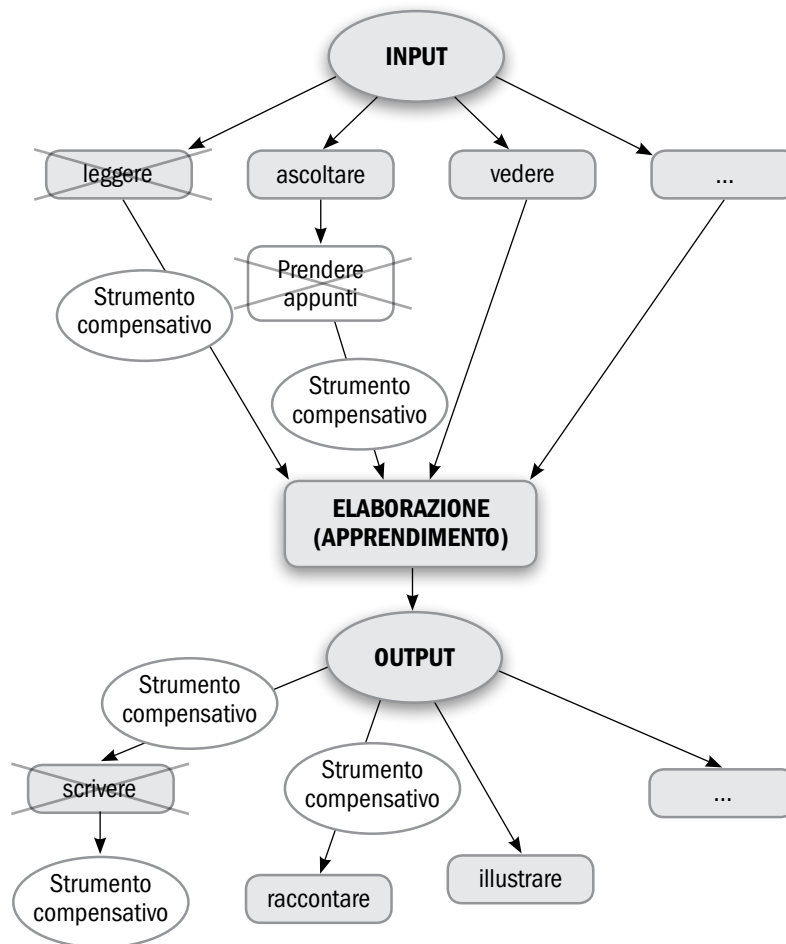 INPUT
leggere
ascoltare
vedere
...
Prendere
appunti
Strumento
compensativo
Strumento
compensativo
ELABORAZIONE
(APPRENDIMENTO)
OUTPUT
Strumento
compensativo
scrivere
Strumento
compensativo
...
Strumento
compensativo
raccontare
illustrare